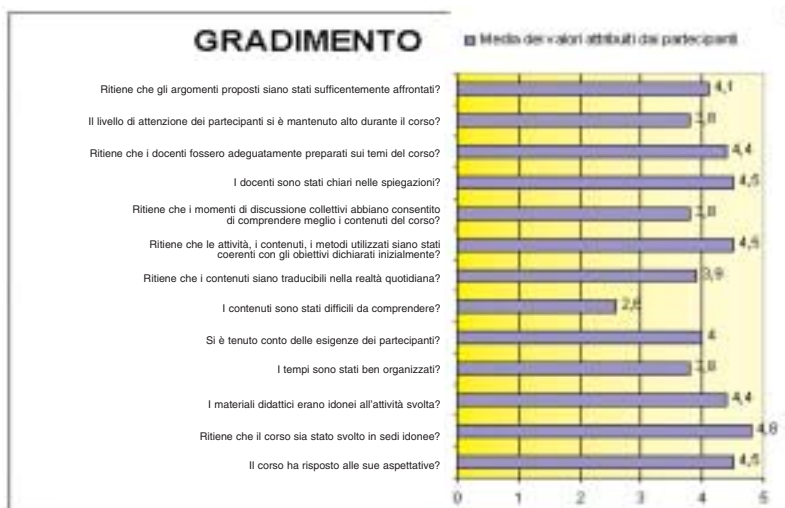 GRADIMENTO
Media dei valori attribuiti dai partecipanti
Ritiene che gli argomenti proposti siano stati sufficentemente affrontati?
4,1
Il livello di attenzione dei partecipanti si è mantenuto alto durante il corso?
3,8
Ritiene che i docenti fossero adeguatamente preparati sui temi del corso?
4,4
I docenti sono stati chiari nelle spiegazioni?
4,5
Ritiene che i momenti di discussione collettivi abbiano consentito
di comprendere meglio i contenuti del corso?
3,8
Ritiene che le attività, i contenuti, i metodi utilizzati siano stati
coerenti con gli obiettivi dichiarati inizialmente?
4,5
Ritiene che i contenuti siano traducibili nella realtà quotidiana?
3,9
I contenuti sono stati difficili da comprendere?
2,6
Si è tenuto conto delle esigenze dei partecipanti?
4
I tempi sono stati ben organizzati?
3,8
I materiali didattici erano idonei all'attività svolta?
4,4
Ritiene che il corso sia stato svolto in sedi idonee?
4,8
Il corso ha risposto alle sue aspettative?
4,5
0 1 2 3 4 5